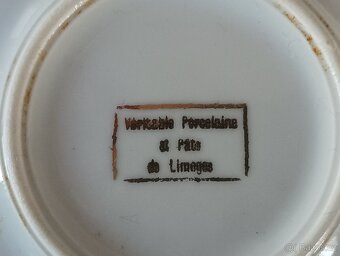 Véritable Porcelaine
et Pâte
de Limoges